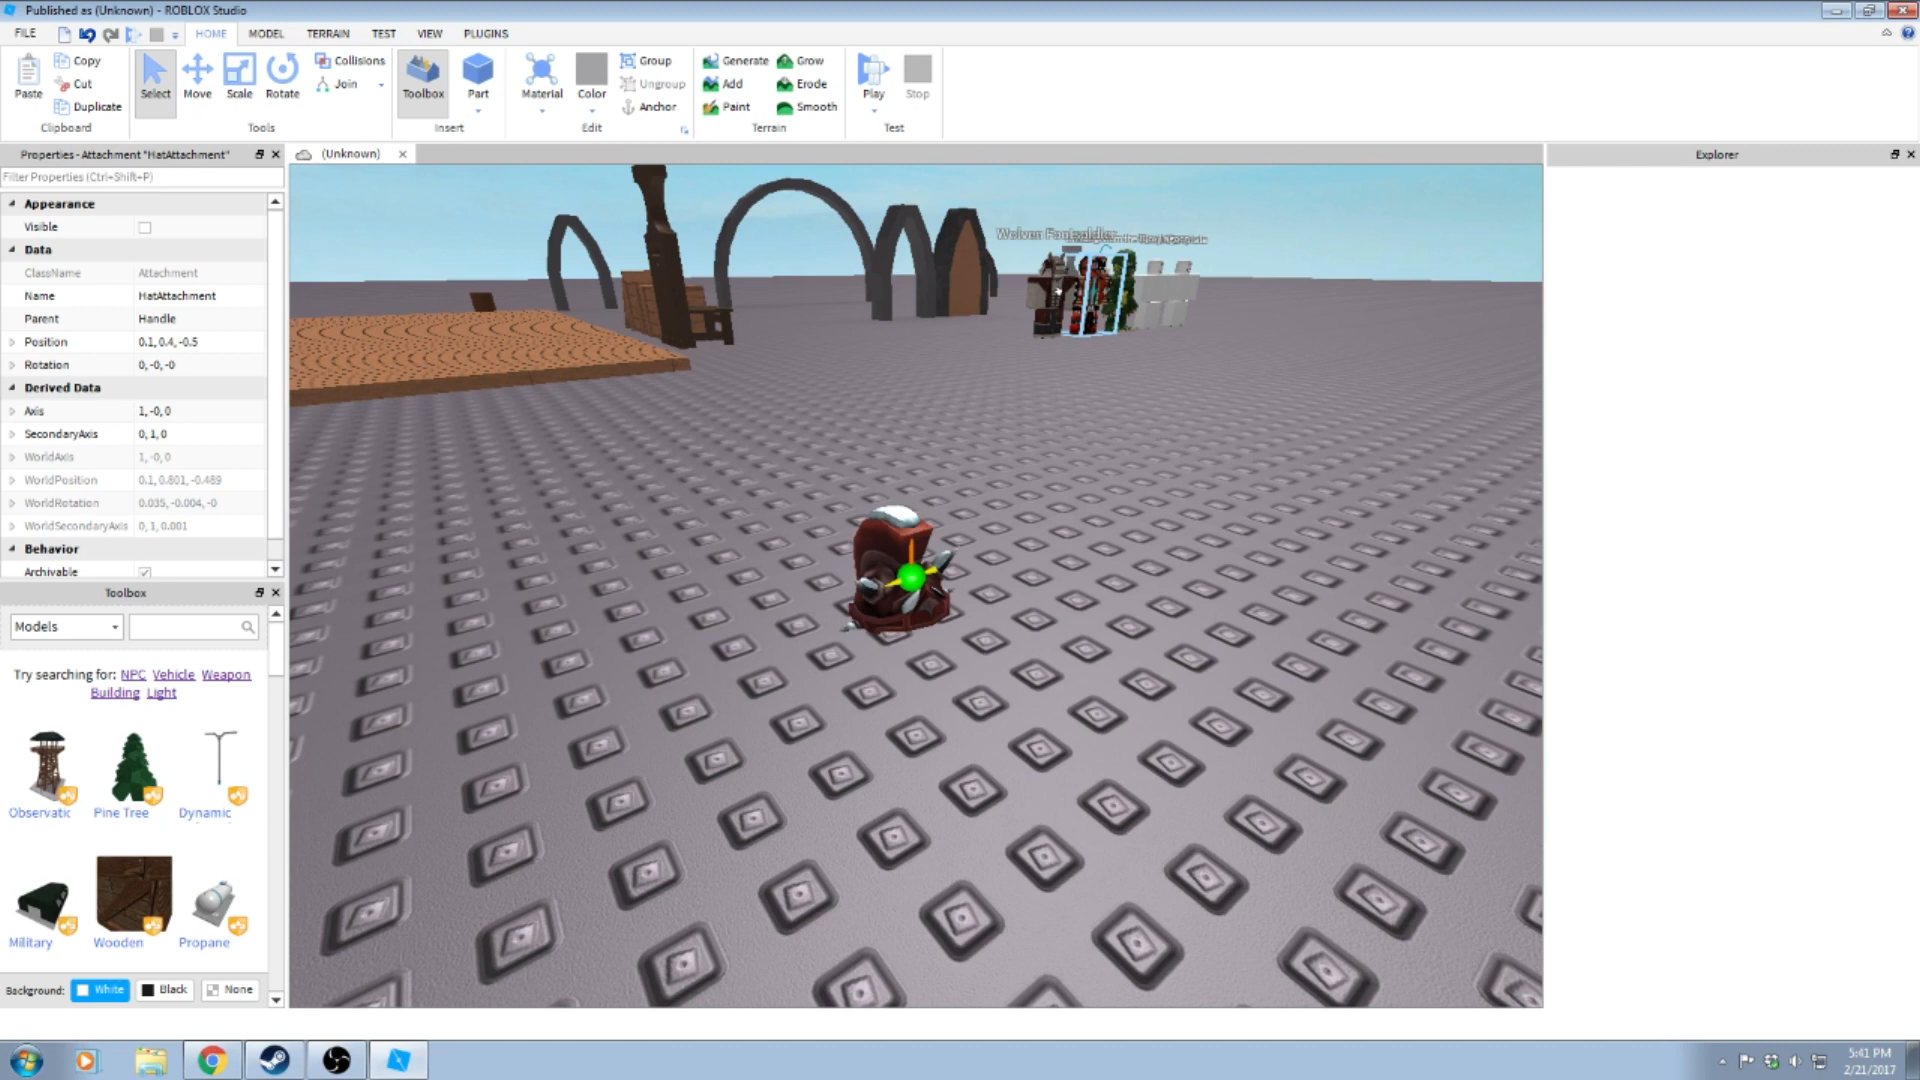 Published as (Unknown) - ROBLOX Studio
FILE HOME MODEL TERRAIN TEST VIEW PLUGINS
Paste
Copy
Cut
Duplicate
Clipboard
Select Move Scale Rotate
Collisions
Join
Tools
Toolbox Part
Insert
Material Color
Group
Ungroup
Anchor
Edit
Generate Grow
Add Erode
Paint Smooth
Terrain
Play Stop
Test
Properties - Attachment "HatAttachment"
Filter Properties (Ctrl+Shift+P)
Appearance
Visible
Data
ClassName Attachment
Name HatAttachment
Parent Handle
Position 0.1, 0.4, -0.5
Rotation 0, -0, -0
Derived Data
Axis 1, -0, 0
SecondaryAxis 0, 1, 0
WorldAxis 1, -0, 0
WorldPosition 0.1, 0.801, -0.489
WorldRotation 0.035, -0.004, -0
WorldSecondaryAxis 0, 1, 0.001
Behavior
Archivable
Toolbox
Models
Try searching for: NPC Vehicle Weapon
Building Light
Observatic Pine Tree Dynamic
Military Wooden Propane
Background: White Black None
(Unknown)
Wolven Footsoldier
Explorer
5:41 PM
2/21/2017